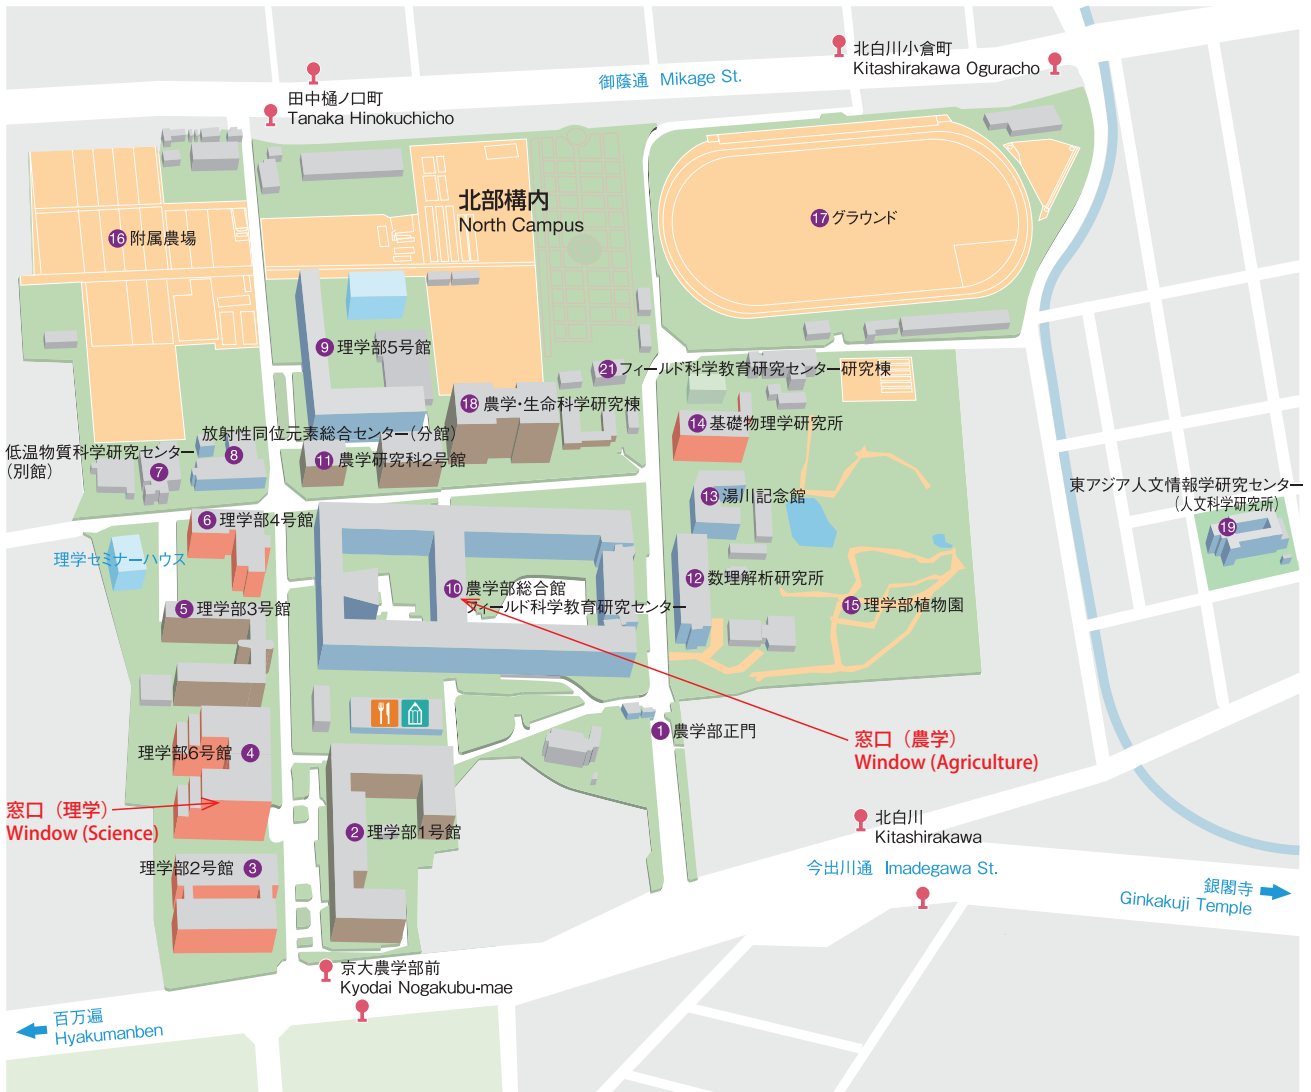 北白川小倉町
Kitashirakawa Oguracho
御蔭通 Mikage St.
田中樋ノ口町
Tanaka Hinokuchicho
北部構内
North Campus
17 グラウンド
16 附属農場
9 理学部5号館
21 フィールド科学教育研究センター研究棟
18 農学・生命科学研究棟
14 基礎物理学研究所
放射性同位元素総合センター(分館)
8
低温物質科学研究センター
(別館)
7
11 農学研究科2号館
13 湯川記念館
東アジア人文情報学研究センター
(人文科学研究所)
19
6 理学部4号館
理学セミナーハウス
10 農学部総合館
フィールド科学教育研究センター
12 数理解析研究所
5 理学部3号館
15 理学部植物園
1 農学部正門
窓口(農学)
Window (Agriculture)
理学部6号館 4
窓口(理学)
Window (Science)
2 理学部1号館
北白川
Kitashirakawa
理学部2号館 3
今出川通 Imadegawa St.
銀閣寺
Ginkakuji Temple
京大農学部前
Kyodai Nogakubu-mae
百万遍
Hyakumanben